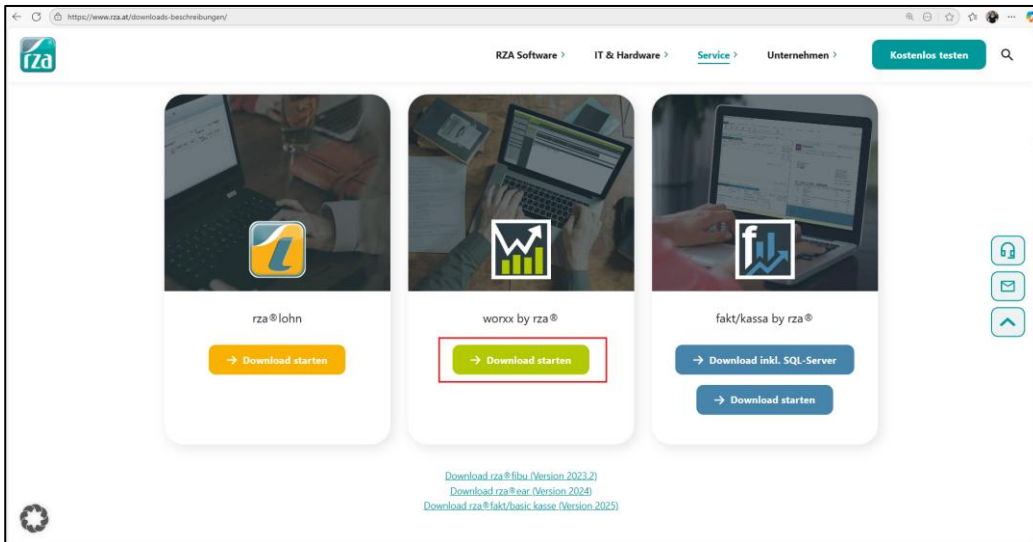 https://www.rza.at/downloads-beschreibungen/
rza
RZA Software >
IT & Hardware >
Service >
Unternehmen >
Kostenlos testen
rza®lohn
worxx by rza®
fakt/kassa by rza®
→ Download starten
→ Download starten
→ Download inkl. SQL-Server
→ Download starten
Download rza®fibu (Version 2023.2)
Download rza®ear (Version 2024)
Download rza®fakt/basic kasse (Version 2025)